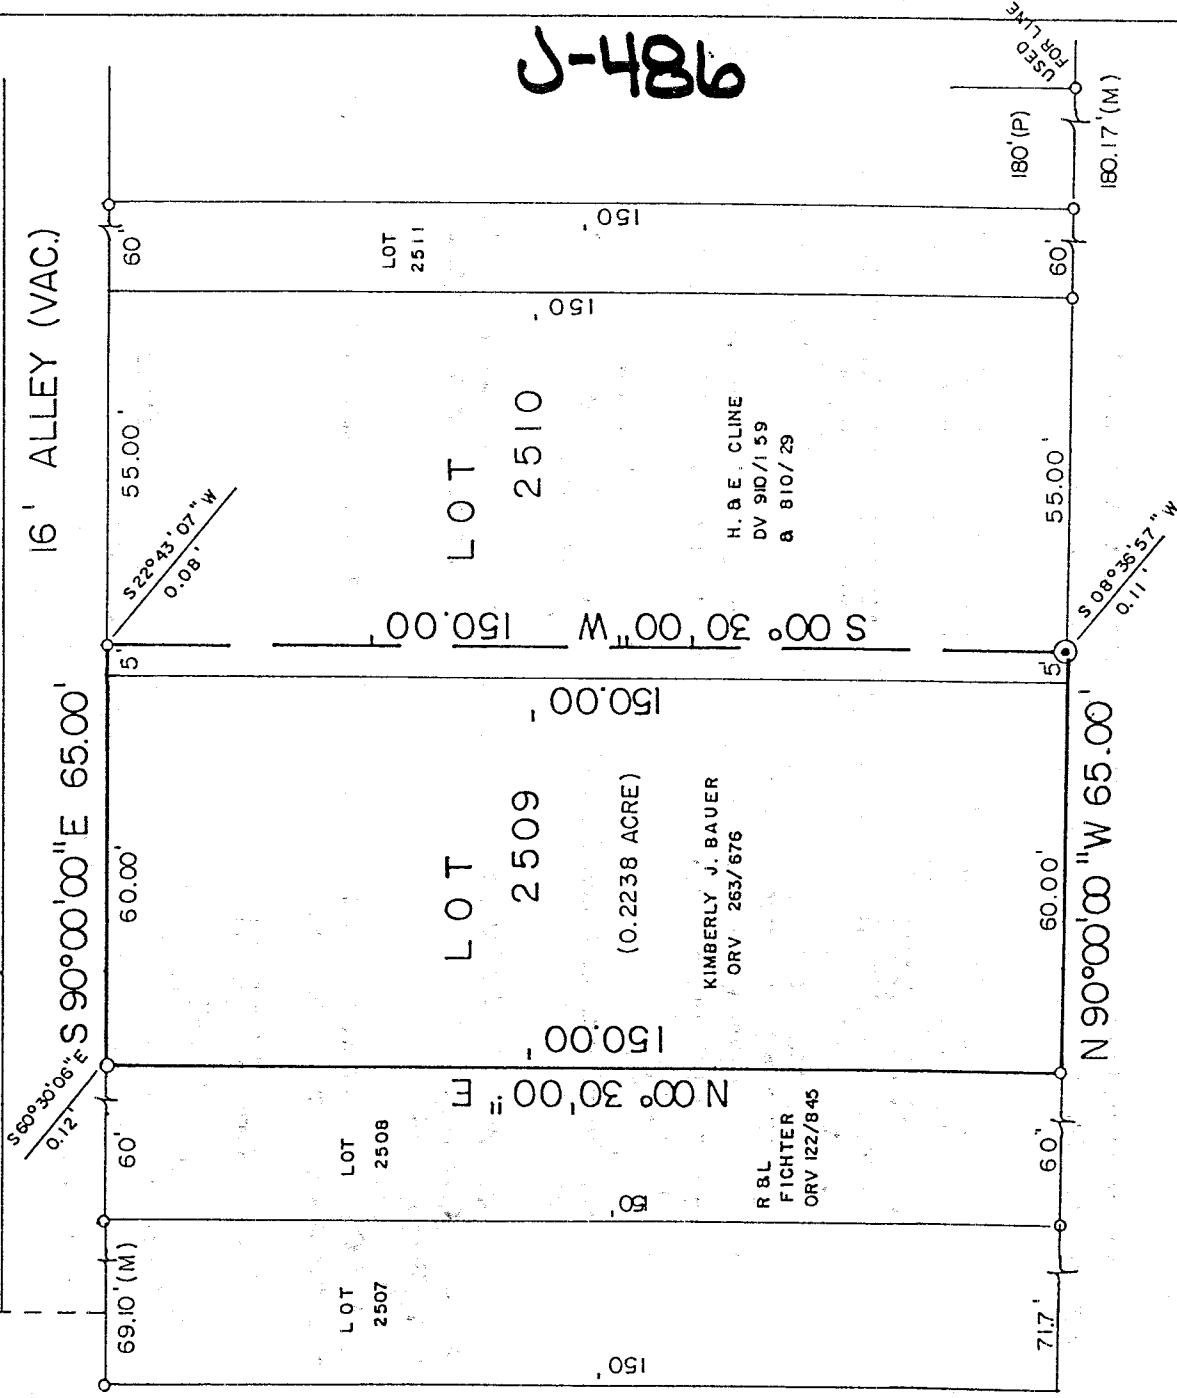 J-486
USED
FOR LINE
180'(P)
180.17'(M)
16' ALLEY (VAC.)
60'
LOT
2511
150'
60'
150'
55.00'
LOT
2510
H. & E. CLINE
DV 910/159
& 810/29
55.00'
S 22°43'07" W
0.08'
S 00° 30' 00" W 150.00'
S 08°36'57" W
0.11'
5'
5'
150.00'
S 90°00'00"E 65.00'
60.00'
LOT
2509
(0.2238 ACRE)
KIMBERLY J. BAUER
ORV 263/676
60.00'
N 90°00'00"W 65.00'
150.00'
N 00° 30' 00" E
S 60°30'06" E
0.12'
60'
LOT
2508
R & L
FICHTER
ORV 122/845
60'
150'
69.10'(M)
LOT
2507
71.7'
150'